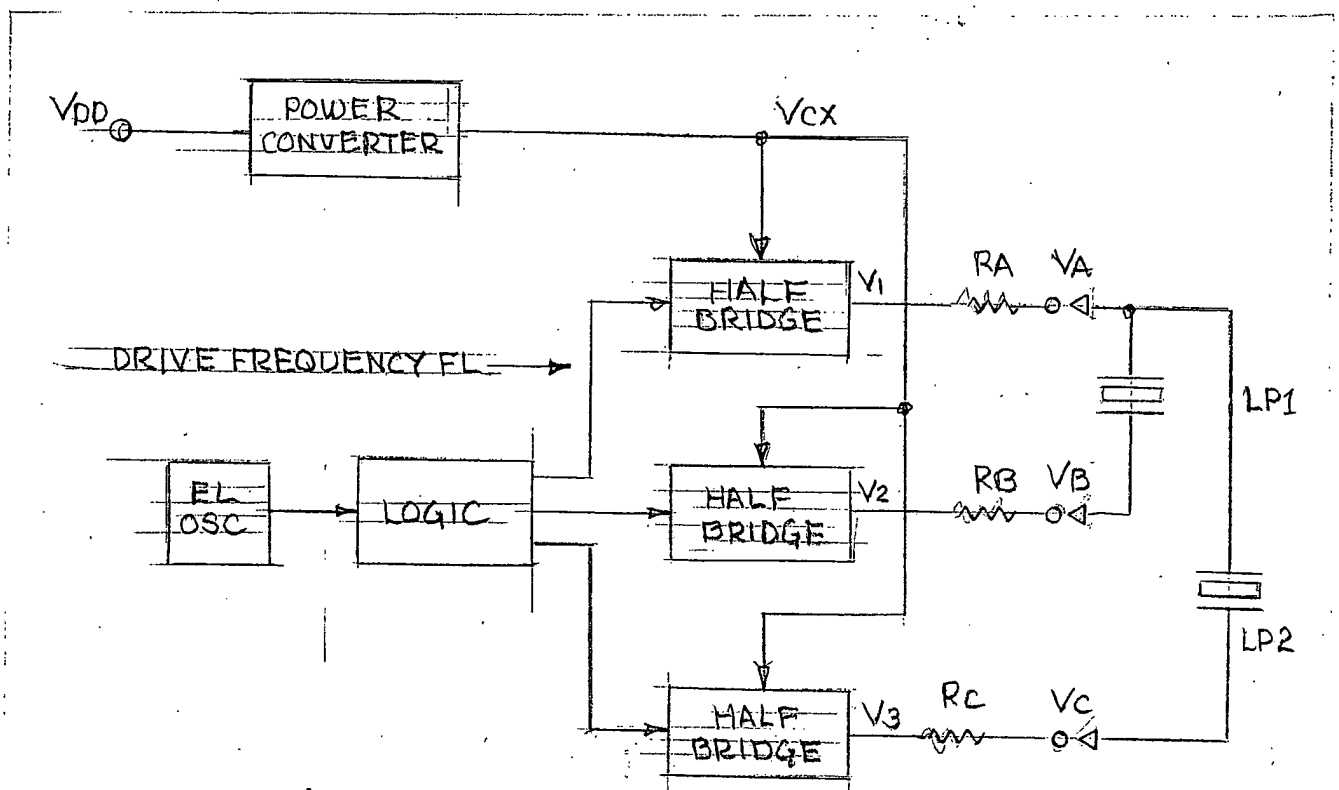 VDD
POWER
CONVERTER
VCX
HALF
BRIDGE
V1
RA
VA
DRIVE FREQUENCY FL
LP1
EL
OSC
LOGIC
HALF
BRIDGE
V2
RB
VB
LP2
HALF
BRIDGE
V3
RC
VC